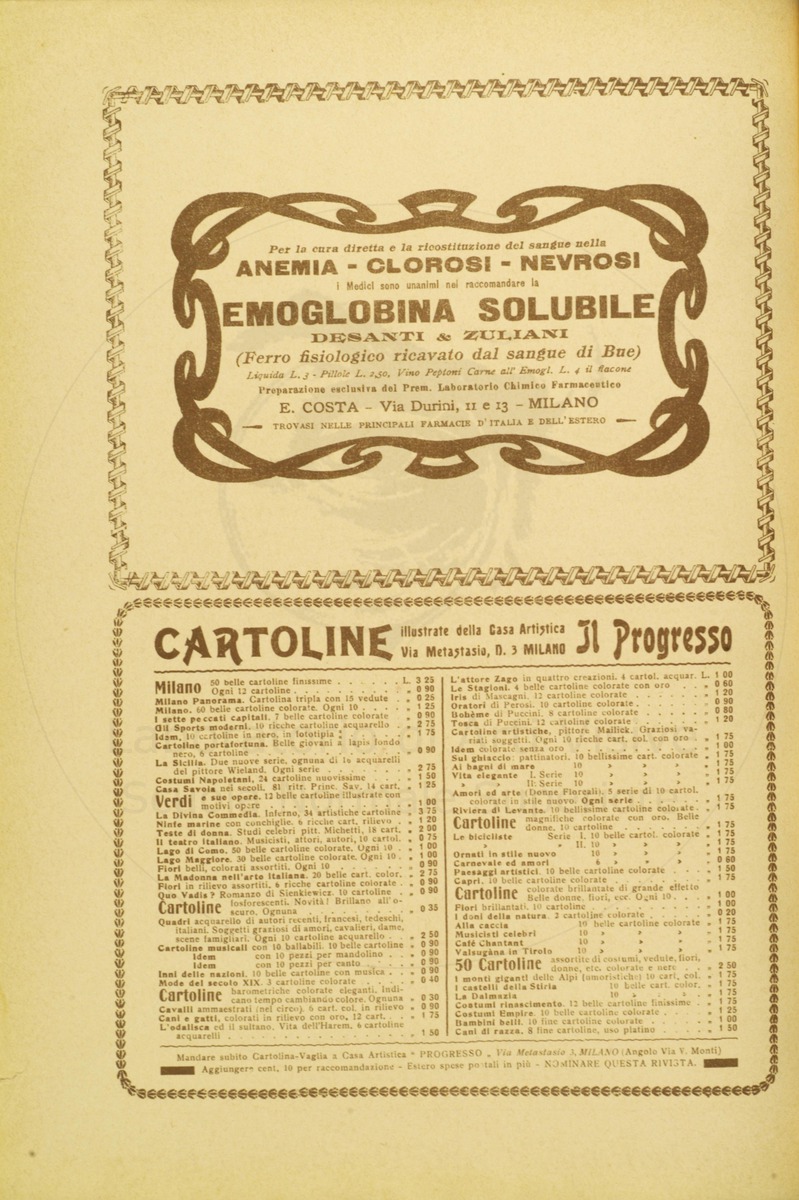 Per la cura diretta e la ricostituzione del sangue nella
ANEMIA - CLOROSI - NEVROSI
i Medici sono unanimi nel raccomandare la
EMOGLOBINA SOLUBILE
DESANTI & ZULIANI
(Ferro fisiologico ricavato dal sangue di Bue)
Liquida L. 3 - Pillole L. 2,50, Vino Peptoni Carne all' Emogl. L. 4 il flacone
Preparazione esclusiva del Prem. Laboratorio Chimico Farmaceutico
E. COSTA - Via Durini, 11 e 13 - MILANO
TROVASI NELLE PRINCIPALI FARMACIE D'ITALIA E DELL'ESTERO
CARTOLINE illustrate della Casa Artistica Il Progresso
Via Metastasio, N. 3 MILANO
Milano 50 belle cartoline finissime . . . . . . L. 3 25
Ogni 12 cartoline . . . . . . . . . » 0 90
Milano Panorama. Cartolina tripla con 15 vedute . . » 0 25
Milano. 60 belle cartoline colorate. Ogni 10 . . . . » 1 25
I sette peccati capitali. 7 belle cartoline colorate » 0 90
Gli Sports moderni. 10 ricche cartoline acquarello . » 2 75
Idem, 10 cartoline in nero, in fototipia . . . . . . » 1 75
Cartoline portafortuna. Belle giovani a lapis fondo
nero, 6 cartoline . . . . . . . . » 0 90
La Sicilia. Due nuove serie, ognuna di 10 acquarelli
del pittore Wieland. Ogni serie . . . . . . . » 2 75
Costumi Napoletani, 24 cartoline nuovissime . . . . » 1 50
Casa Savoia nei secoli. 81 ritr. Princ. Sav. 14 cart. » 1 25
Verdi e sue opere. 12 belle cartoline illustrate con
motivi opere . . . . . . . . . » 1 00
La Divina Commedia. Inferno, 34 artistiche cartoline » 3 75
Ninfe marine con conchiglie. 6 ricche cart. rilievo . » 1 20
Teste di donna. Studi celebri pitt. Michetti, 18 cart. » 2 00
Il teatro italiano. Musicisti, attori, autori, 10 cartol. » 0 75
Lago di Como. 50 belle cartoline colorate. Ogni 10 . » 1 00
Lago Maggiore. 30 belle cartoline colorate. Ogni 10 . » 1 00
Fiori belli, colorati assortiti. Ogni 10 . . . . . . » 0 90
La Madonna nell'arte Italiana. 20 belle cart. color. . » 2 75
Fiori in rilievo assortiti, 6 ricche cartoline colorate . » 0 90
Quo Vadis? Romanzo di Sienkiewicz. 10 cartoline . . » 0 90
Cartoline fosforescenti. Novità! Brillano all'o-
scuro. Ognuna . . . . . . . . » 0 35
Quadri acquarello di autori recenti, francesi, tedeschi,
italiani. Soggetti graziosi di amori, cavalieri, dame,
scene famigliari. Ogni 10 cartoline acquarello . . » 2 50
Cartoline musicali con 10 ballabili. 10 belle cartoline » 0 90
Idem con 10 pezzi per mandolino . . » 0 90
Idem con 10 pezzi per canto . . . . » 0 90
Inni delle nazioni. 10 belle cartoline con musica . . » 0 90
Mode del secolo XIX. 3 cartoline colorate . . . . » 0 40
Cartoline barometriche colorate eleganti. Indi-
cano tempo cambiando colore. Ognuna » 0 30
Cavalli ammaestrati (nel circo). 6 cart. col. in rilievo » 0 90
Cani e gatti, colorati in rilievo con oro, 12 cart. . . » 1 75
L'odalisca ed il sultano. Vita dell'Harem. 6 cartoline
acquarelli . . . . . . . . . . » 1 50
L'attore Zago in quattro creazioni. 4 cartol. acquar. L. 1 00
Le Stagioni. 4 belle cartoline colorate con oro . . » 0 60
Iris di Mascagni. 12 cartoline colorate . . . . . . » 1 20
Oratori di Perosi. 10 cartoline colorate . . . . . . » 0 90
Bohème di Puccini. 8 cartoline colorate . . . . . » 0 80
Tosca di Puccini. 12 cartoline colorate . . . . . . » 1 20
Cartoline artistiche, pittore Mailick. Graziosi va-
riati soggetti. Ogni 10 ricche cart. col. con oro . » 1 75
Idem colorate senza oro . . . . . . . . . » 1 00
Sul ghiaccio: pattinatori. 10 bellissime cart. colorate » 1 75
Ai bagni di mare 10 » » » » 1 75
Vita elegante I. Serie 10 » » » » 1 75
» » II. Serie 10 » » » » 1 75
Amori ed arte (Donne Floreali). 5 serie di 10 cartol.
colorate in stile nuovo. Ogni serie . . . . . » 1 75
Riviera di Levante. 10 bellissime cartoline colorate . » 1 75
Cartoline magnifiche colorate con oro. Belle
donne. 10 cartoline . . . . . . » 1 75
Le bicicliste Serie I. 10 belle cartol. colorate » 1 75
» II. 10 » » » » 1 75
Ornati in stile nuovo 10 » » » » 1 75
Carnevale ed amori 6 » » » » 0 60
Paesaggi artistici. 10 belle cartoline colorate . . . » 1 50
Capri. 10 belle cartoline colorate . . . . . . . » 1 75
Cartoline colorate brillantate di grande effetto
Belle donne, fiori, ecc. Ogni 10 . . . » 1 00
Fiori brillantati. 10 cartoline . . . . . . . . » 1 00
I doni della natura. 2 cartoline colorate . . . . . » 0 20
Alla caccia 10 belle cartoline colorate » 1 75
Musicisti celebri 10 » » » » 1 75
Café Chantant 10 » » » » 1 75
Valsugana in Tirolo 10 » » » » 1 75
50 Cartoline assortite di costumi, vedute, fiori,
donne, etc. colorate e nere . . » 2 50
I monti giganti delle Alpi (umoristiche) 10 cart. col. » 1 75
I castelli della Stiria 10 belle cart. color. » 1 75
La Dalmazia 10 » » » » 1 75
Costumi rinascimento. 12 belle cartoline finissime . » 1 75
Costumi Empire. 10 belle cartoline colorate . . . . » 1 25
Bambini belli. 10 fine cartoline colorate . . . . . » 1 00
Cani di razza. 8 fine cartoline, uso platino . . . . » 1 50
Mandare subito Cartolina-Vaglia a Casa Artistica " PROGRESSO „ Via Metastasio 3, MILANO (Angolo Via V. Monti)
Aggiungere cent. 10 per raccomandazione - Estero spese postali in più - NOMINARE QUESTA RIVISTA.